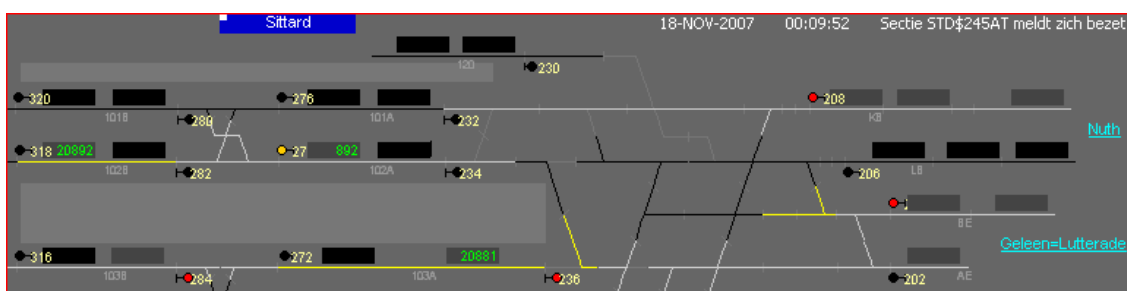 Sittard 18-NOV-2007 00:09:52 Sectie STD$245AT meldt zich bezet
120 230
320 276 208
101B 280 101A 232 KB
Nuth
318 20892 27 892
102B 282 102A 234 206 LB
BE
Geleen=Lutterade
316 272 20881
103B 284 103A 236 202 AE